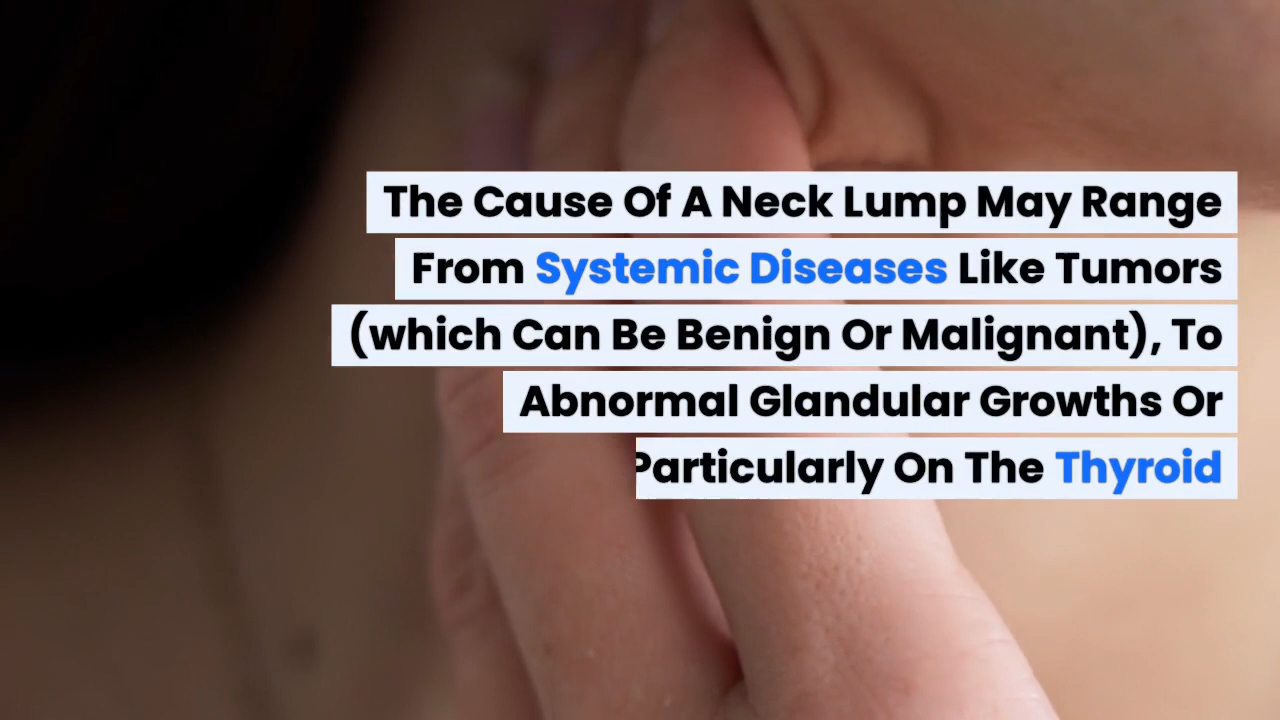 The Cause Of A Neck Lump May Range
From Systemic Diseases Like Tumors
(which Can Be Benign Or Malignant), To
Abnormal Glandular Growths Or
Particularly On The Thyroid